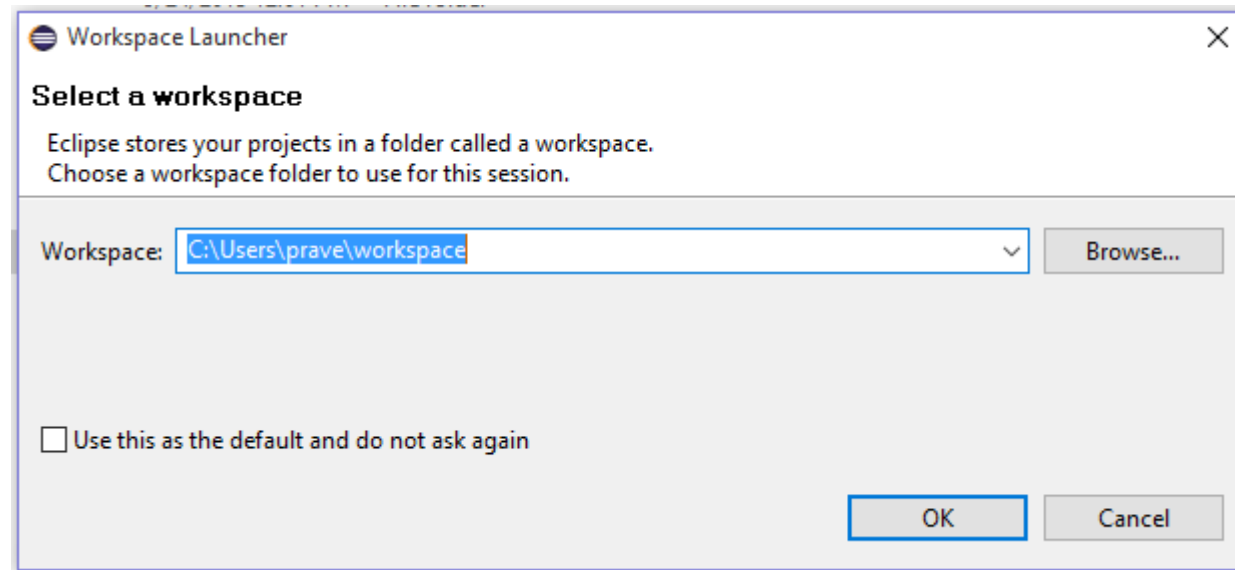 Workspace Launcher
Select a workspace
Eclipse stores your projects in a folder called a workspace.
Choose a workspace folder to use for this session.
Workspace: C:\Users\prave\workspace Browse...
Use this as the default and do not ask again
OK Cancel